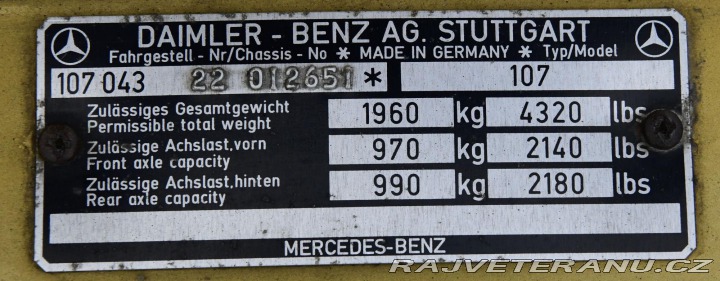 DAIMLER - BENZ AG. STUTTGART
Fahrgestell - Nr/Chassis - No * MADE IN GERMANY * Typ/Model
107 043 22 012651 * 107
Zulässiges Gesamtgewicht
Permissible total weight
1960 kg 4320 lbs
Zulässige Achslast,vorn
Front axle capacity
970 kg 2140 lbs
Zulässige Achslast,hinten
Rear axle capacity
990 kg 2180 lbs
MERCEDES-BENZ
RAJVETERANU.CZ